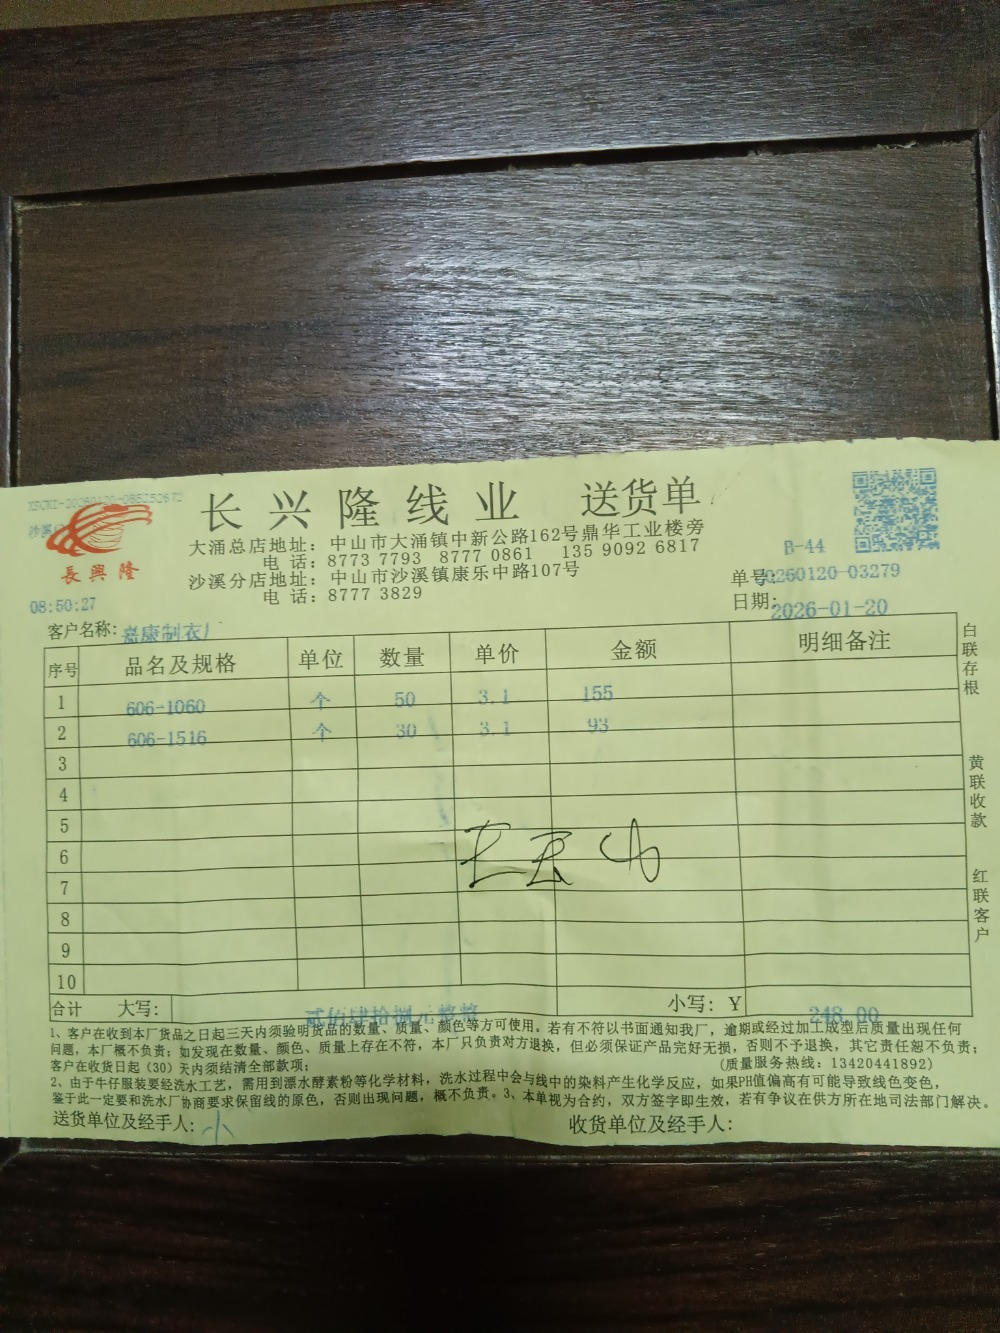 长兴隆线业 送货单
長興隆
大涌总店地址：中山市大涌镇中新公路162号鼎华工业楼旁
电 话：8773 7793 8777 0861 135 9092 6817
沙溪分店地址：中山市沙溪镇康乐中路107号
电 话：8777 3829
B-44
单号:20260120-03279
日期:2026-01-20
08:50:27
客户名称:嘉康制衣厂
序号 品名及规格 单位 数量 单价 金额 明细备注
1 606-1060 个 50 3.1 155
2 606-1516 个 30 3.1 93
3
4
5
6
7
8
9
10
合计 大写: 贰佰肆拾捌元整整 小写: Y 248.00
白联存根
黄联收款
红联客户
1、客户在收到本厂货品之日起三天内须验明货品的数量、质量、颜色等方可使用。若有不符以书面通知我厂，逾期或经过加工成型后质量出现任何
问题，本厂概不负责；如发现在数量、颜色、质量上存在不符，本厂只负责对方退换，但必须保证产品完好无损，否则不予退换，其它责任恕不负责；
客户在收货日起（30）天内须结清全部款项； (质量服务热线：13420441892)
2、由于牛仔服装要经洗水工艺，需用到漂水酵素粉等化学材料，洗水过程中会与线中的染料产生化学反应，如果PH值偏高有可能导致线色变色，
鉴于此一定要和洗水厂协商要求保留线的原色，否则出现问题，概不负责。3、本单视为合约，双方签字即生效，若有争议在供方所在地司法部门解决。
送货单位及经手人: 小
收货单位及经手人: